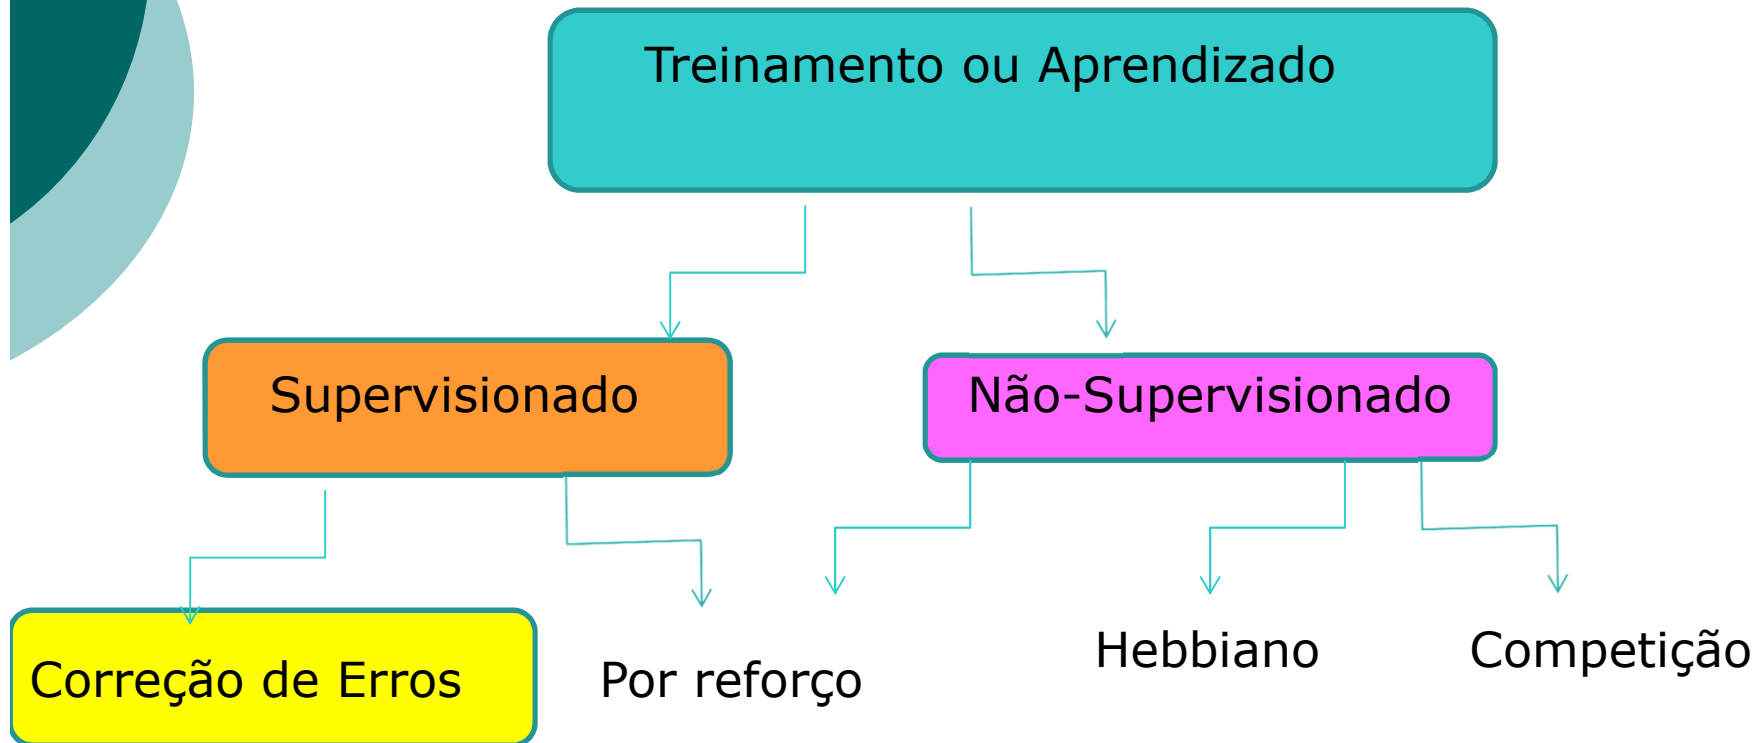 Treinamento ou Aprendizado
Supervisionado
Não-Supervisionado
Correção de Erros
Por reforço
Hebbiano
Competição